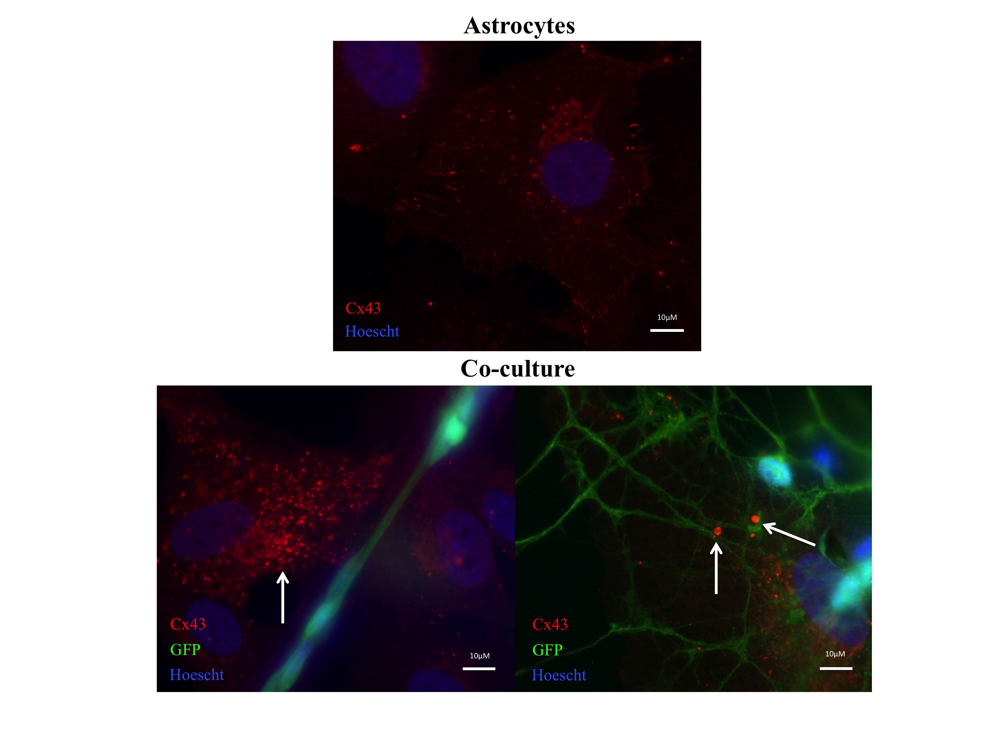 Astrocytes
Cx43
Hoescht
10µM
Co-culture
Cx43
GFP
Hoescht
10µM
Cx43
GFP
Hoescht
10µM